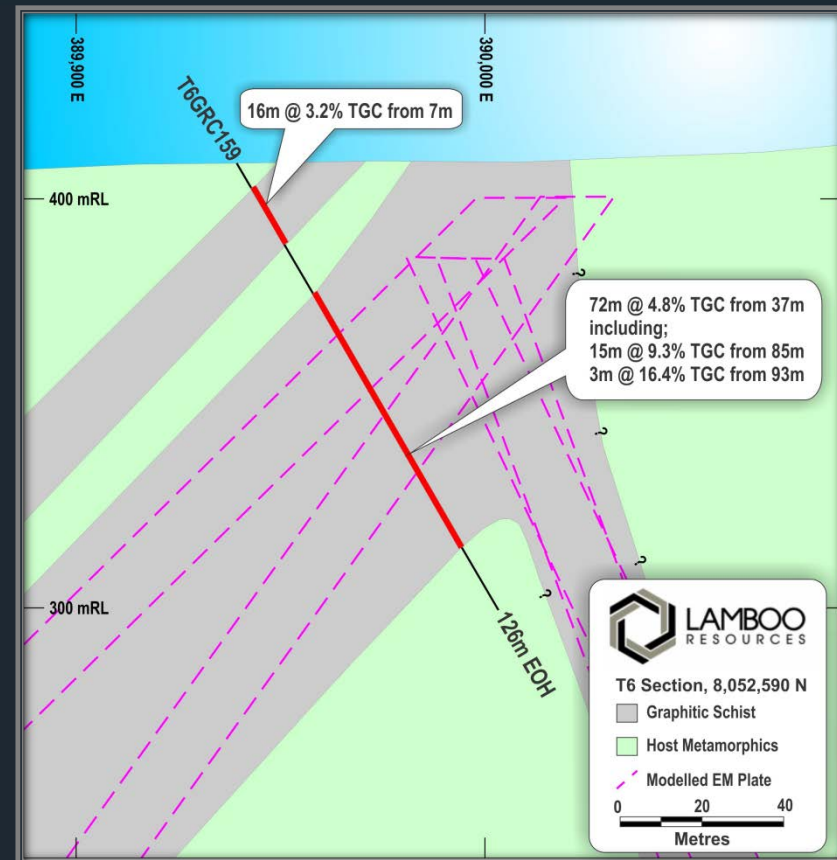 389,900 E
390,000 E
T6GRC159
16m @ 3.2% TGC from 7m
400 mRL
?
72m @ 4.8% TGC from 37m
including;
15m @ 9.3% TGC from 85m
3m @ 16.4% TGC from 93m
?
?
?
300 mRL
126m EOH
LAMBOO
RESOURCES
T6 Section, 8,052,590 N
Graphitic Schist
Host Metamorphics
Modelled EM Plate
0 20 40
Metres